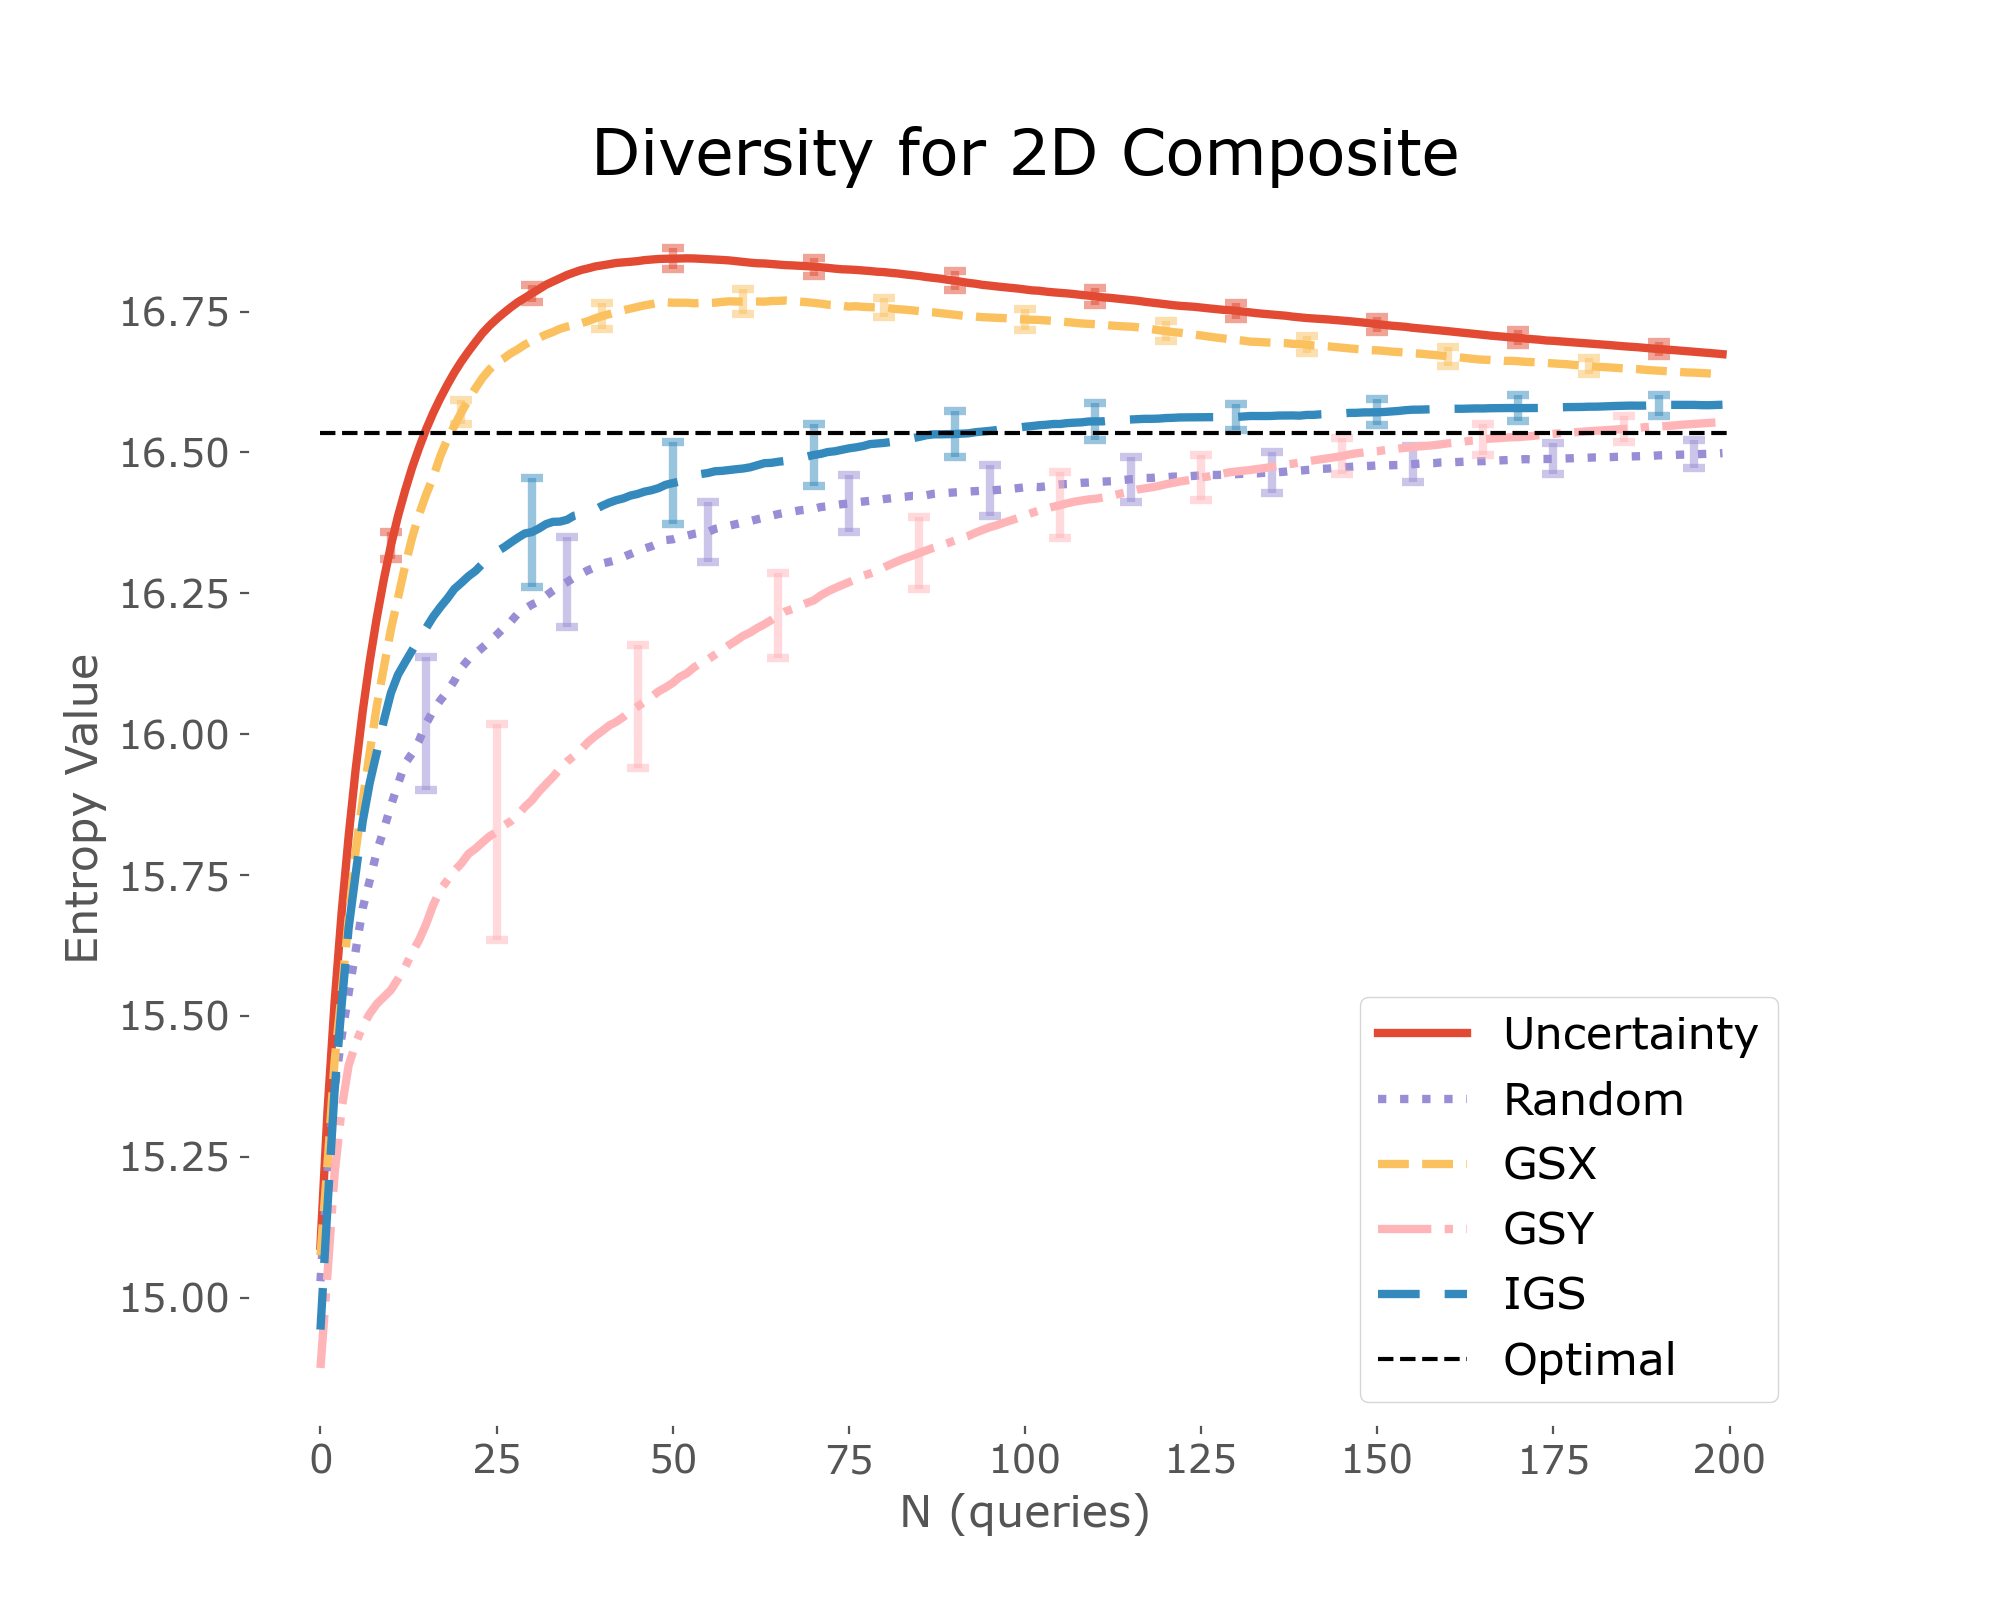 Diversity for 2D Composite
Entropy Value
16.75
16.50
16.25
16.00
15.75
15.50
15.25
15.00
0 25 50 75 100 125 150 175 200
N (queries)
Uncertainty
Random
GSX
GSY
IGS
Optimal